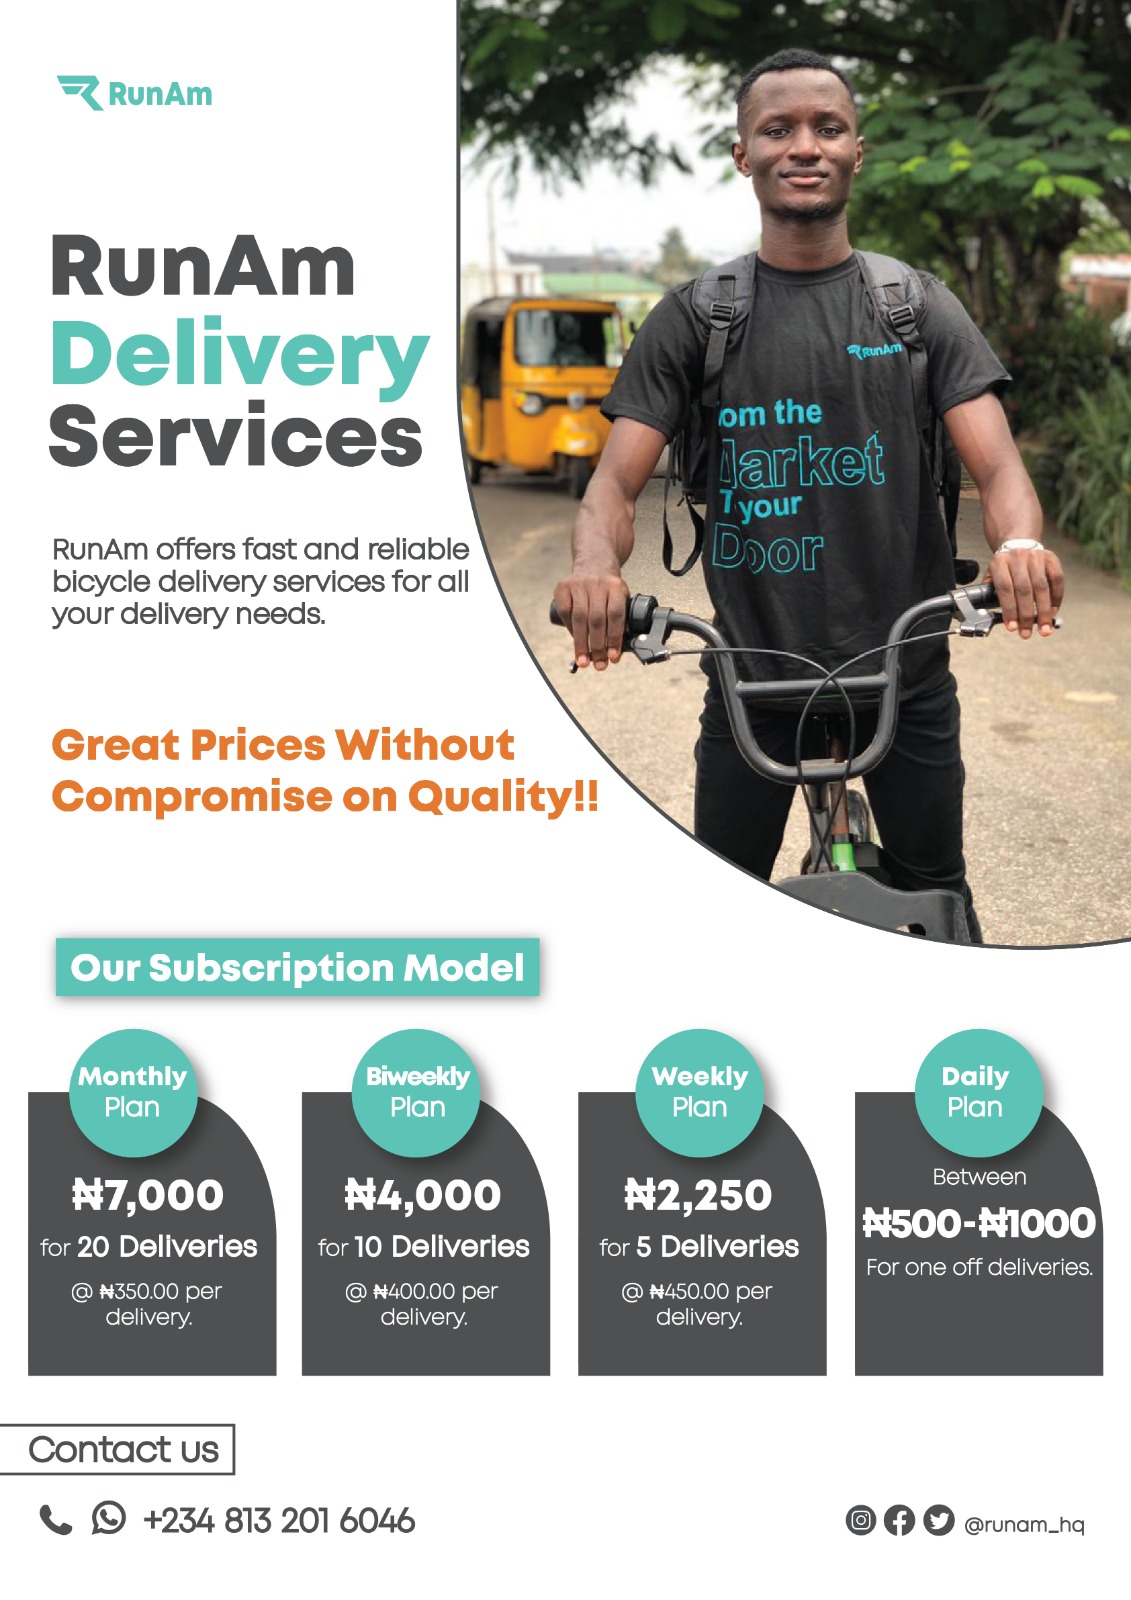 RunAm
RunAm
Delivery
Services
RunAm offers fast and reliable
bicycle delivery services for all
your delivery needs.
Great Prices Without
Compromise on Quality!!
RunAm
om the
arket
T your
Door
Our Subscription Model
Monthly
Plan
₦7,000
for 20 Deliveries
@ ₦350.00 per
delivery.
Biweekly
Plan
₦4,000
for 10 Deliveries
@ ₦400.00 per
delivery.
Weekly
Plan
₦2,250
for 5 Deliveries
@ ₦450.00 per
delivery.
Daily
Plan
Between
₦500-₦1000
For one off deliveries.
Contact us
+234 813 201 6046
@runam_hq